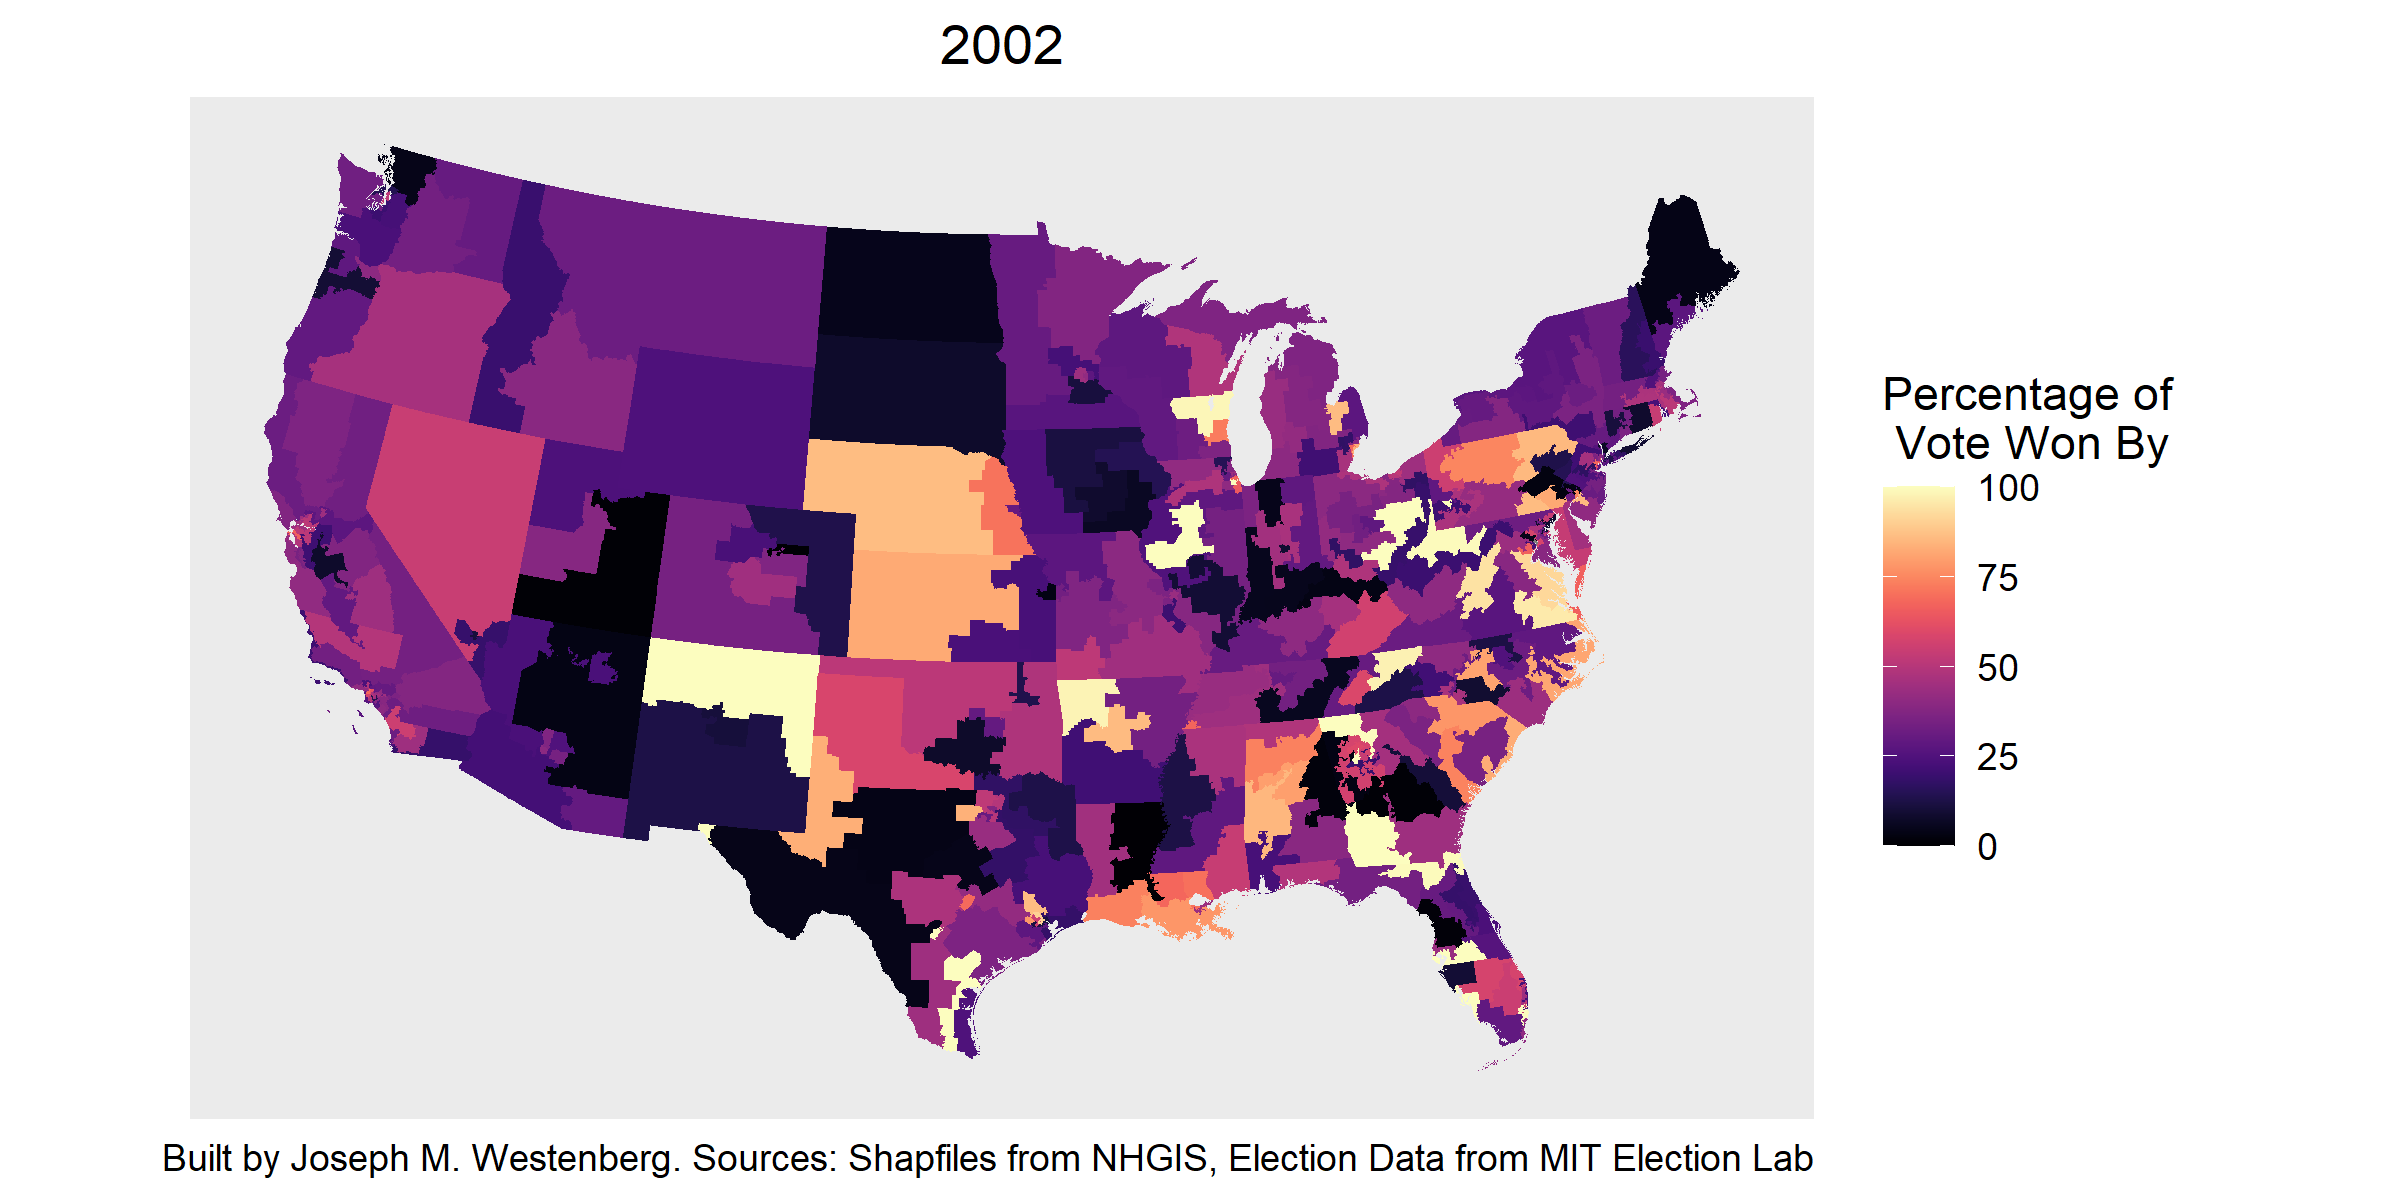 2002
Percentage of
Vote Won By
100
75
50
25
0
Built by Joseph M. Westenberg. Sources: Shapfiles from NHGIS, Election Data from MIT Election Lab